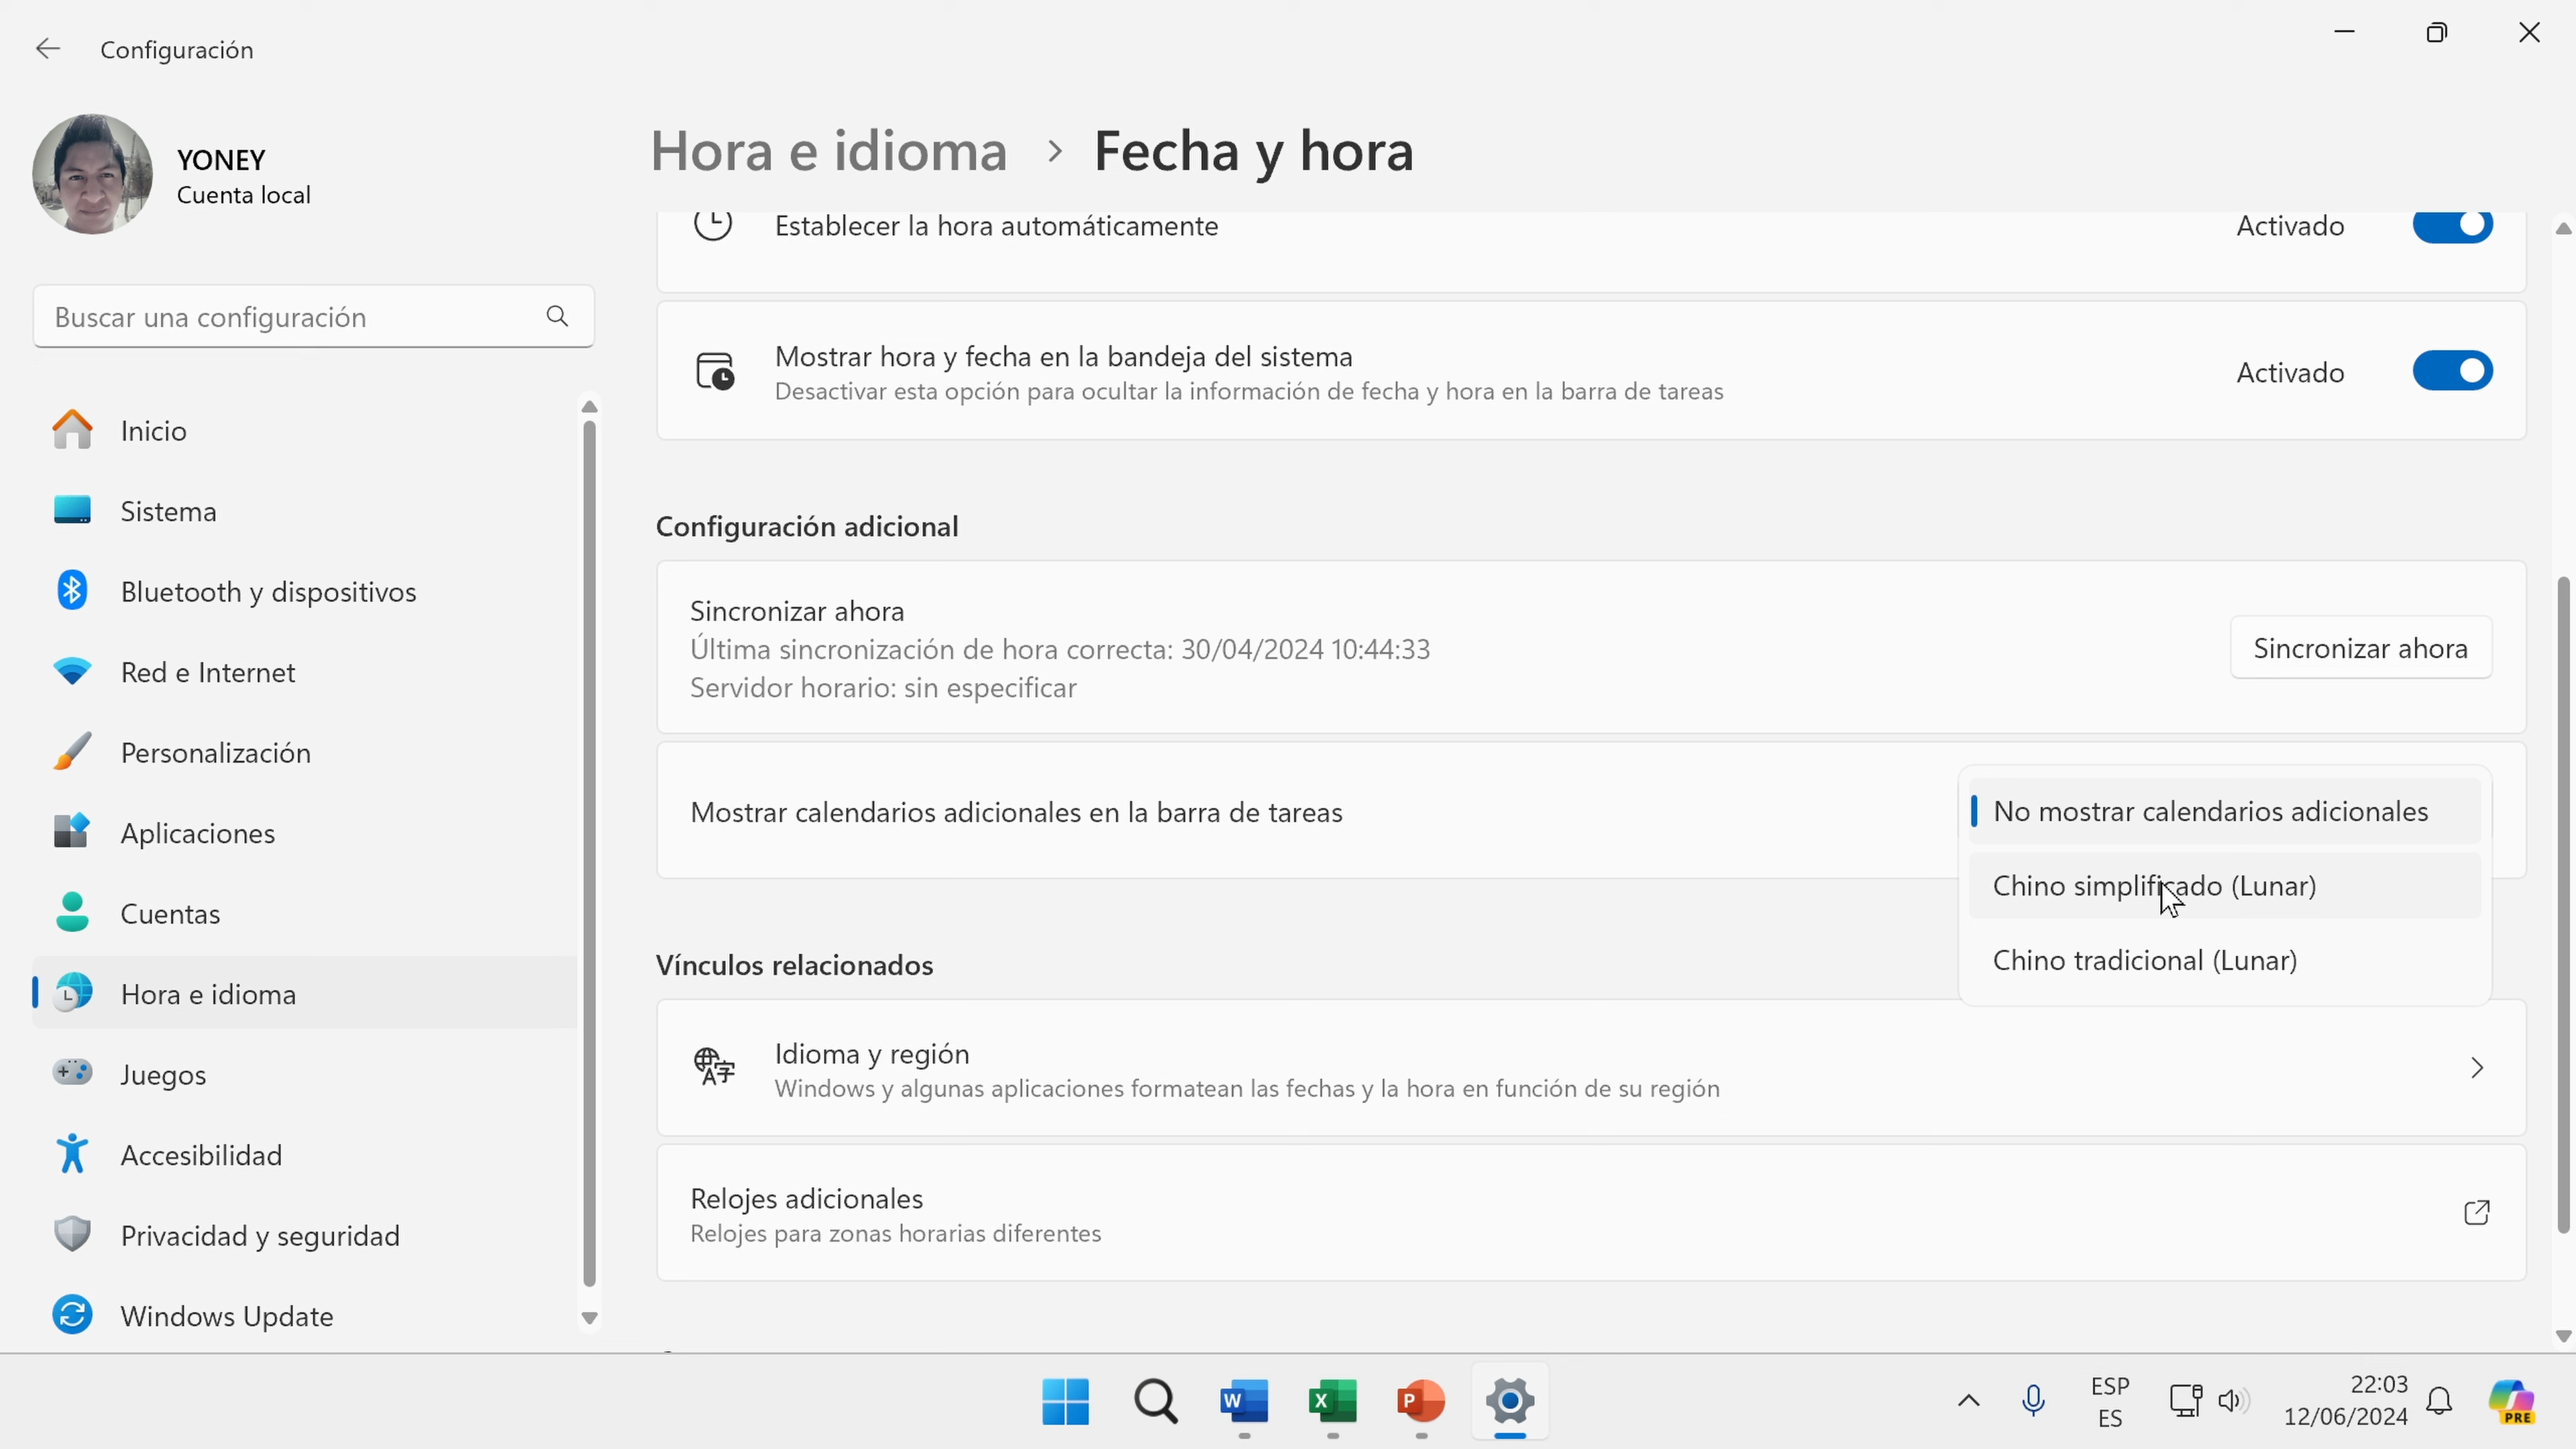 Configuración
YONEY
Cuenta local
Buscar una configuración
Inicio
Sistema
Bluetooth y dispositivos
Red e Internet
Personalización
Aplicaciones
Cuentas
Hora e idioma
Juegos
Accesibilidad
Privacidad y seguridad
Windows Update
Hora e idioma > Fecha y hora
Establecer la hora automáticamente
Activado
Mostrar hora y fecha en la bandeja del sistema
Activado
Desactivar esta opción para ocultar la información de fecha y hora en la barra de tareas
Configuración adicional
Sincronizar ahora
Última sincronización de hora correcta: 30/04/2024 10:44:33
Servidor horario: sin especificar
Sincronizar ahora
Mostrar calendarios adicionales en la barra de tareas
No mostrar calendarios adicionales
Chino simplificado (Lunar)
Chino tradicional (Lunar)
Vínculos relacionados
Idioma y región
Windows y algunas aplicaciones formatean las fechas y la hora en función de su región
Relojes adicionales
Relojes para zonas horarias diferentes
ESP
ES
22:03
12/06/2024
PRE